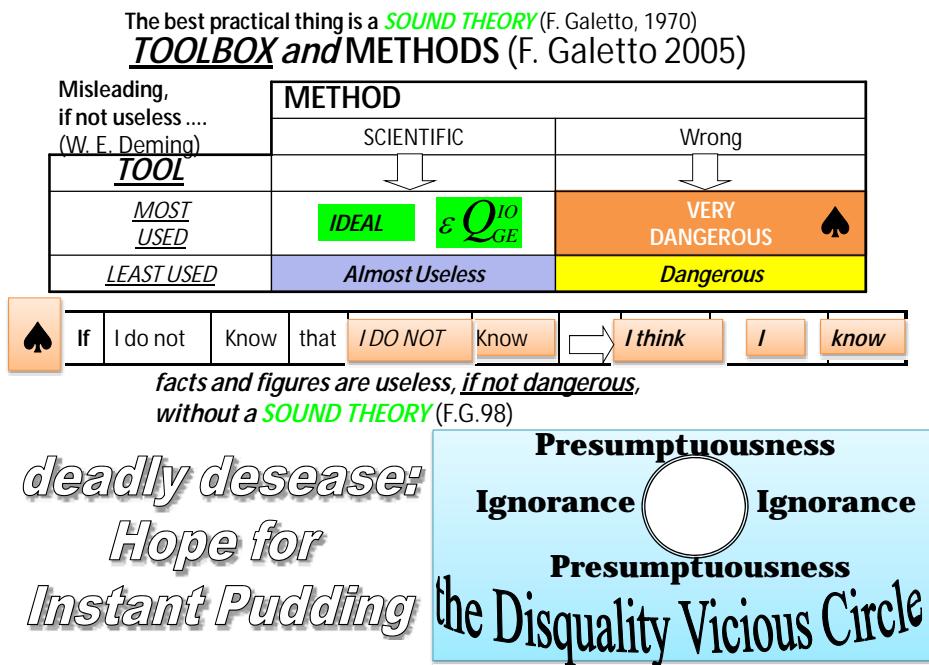 The best practical thing is a SOUND THEORY (F. Galetto, 1970)
TOOLBOX and METHODS (F. Galetto 2005)
Misleading,
if not useless ....
(W. E. Deming)
METHOD
SCIENTIFIC
Wrong
TOOL
MOST
USED
IDEAL
ε Q IO GE
VERY
DANGEROUS ♠
LEAST USED
Almost Useless
Dangerous
♠ If I do not Know that I DO NOT Know I think I know
facts and figures are useless, if not dangerous,
without a SOUND THEORY (F.G.98)
deadly desease:
Hope for
Instant Pudding
Presumptuousness
Ignorance Ignorance
Presumptuousness
the Disquality Vicious Circle